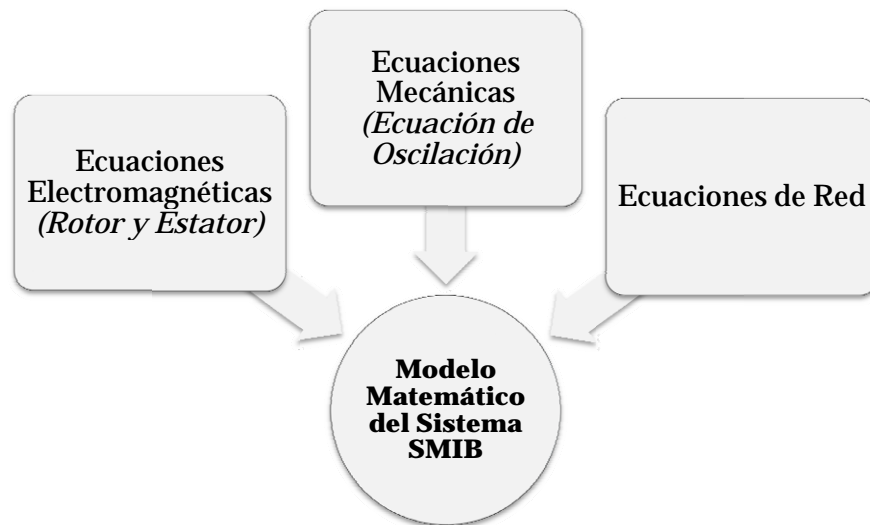 Ecuaciones
Electromagnéticas
(Rotor y Estator)
Ecuaciones
Mecánicas
(Ecuación de
Oscilación)
Ecuaciones de Red
Modelo
Matemático
del Sistema
SMIB